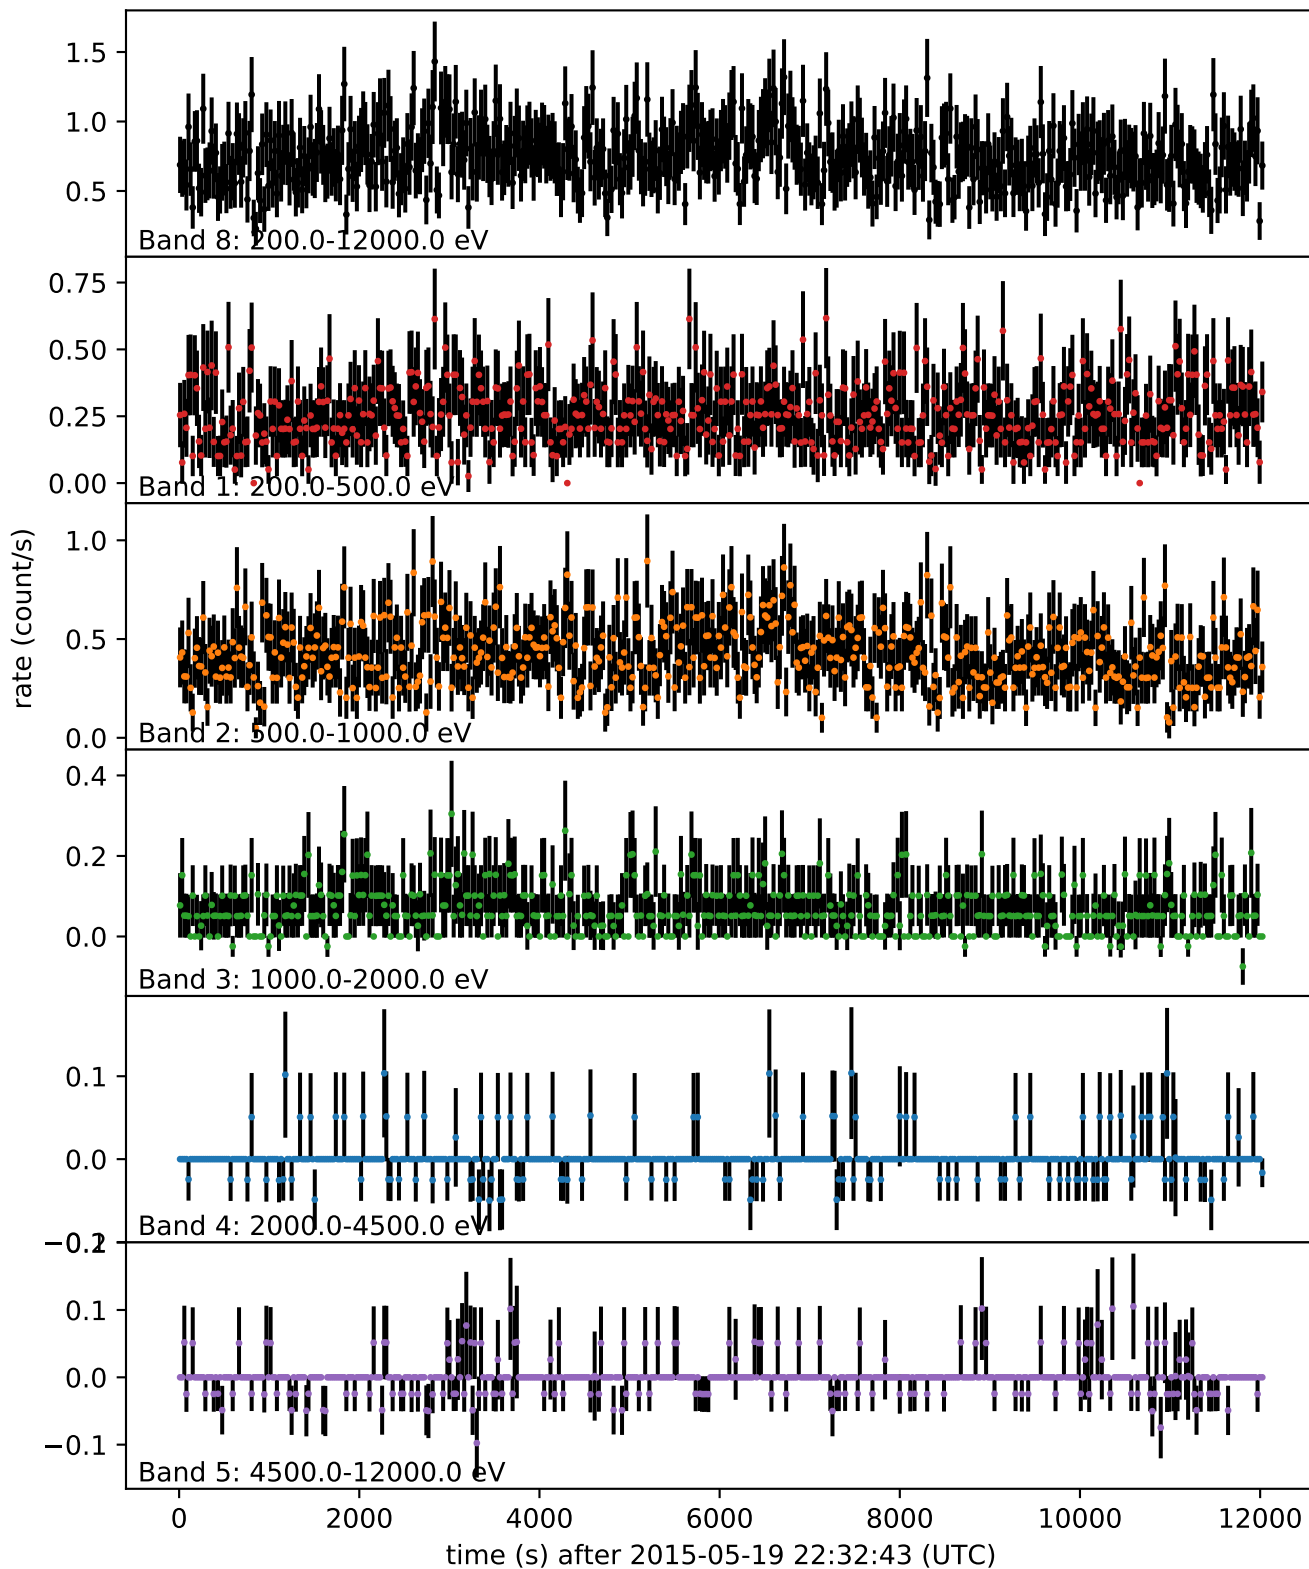 1.5
1.0
0.5
Band 8: 200.0-12000.0 eV
0.75
0.50
0.25
0.00
Band 1: 200.0-500.0 eV
1.0
0.5
0.0
Band 2: 500.0-1000.0 eV
rate (count/s)
0.4
0.2
0.0
Band 3: 1000.0-2000.0 eV
0.1
0.0
Band 4: 2000.0-4500.0 eV
0.1
0.0
−0.1
Band 5: 4500.0-12000.0 eV
0 2000 4000 6000 8000 10000 12000
time (s) after 2015-05-19 22:32:43 (UTC)